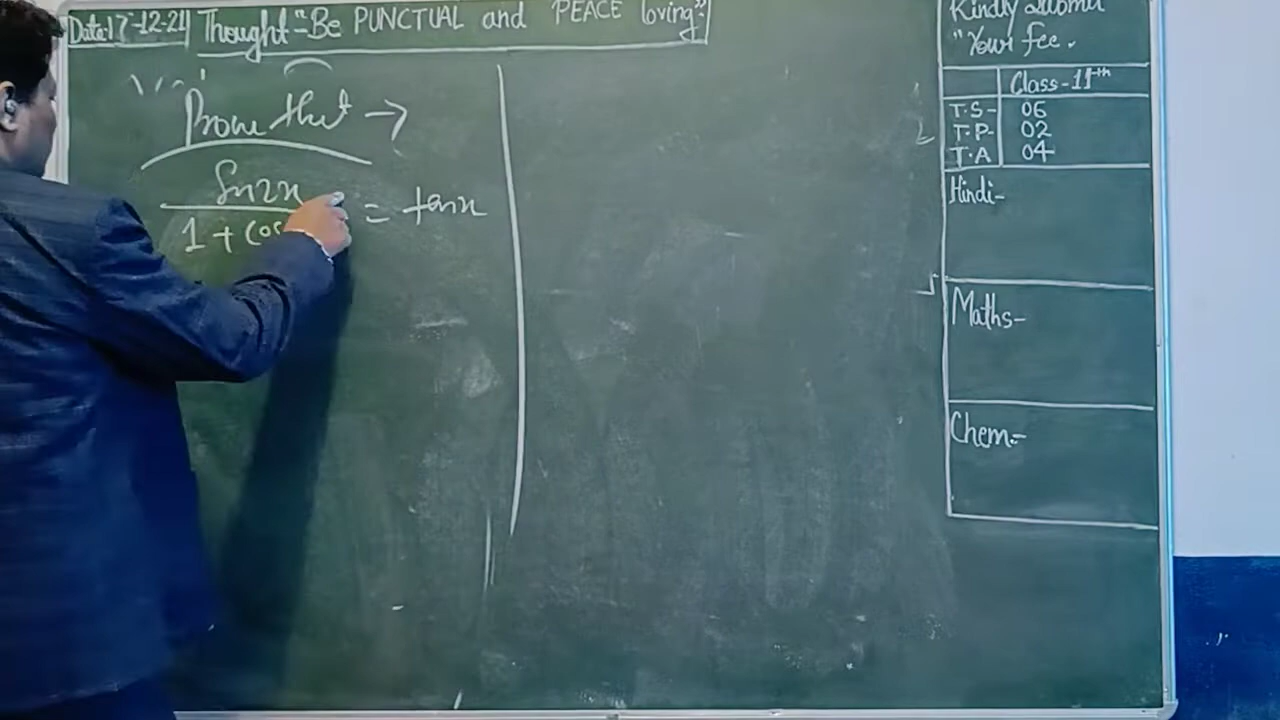 Date:17-12-21
Thought-"Be PUNCTUAL and PEACE loving".
Prove that →
Sin2x
1 + cos
= tanx
Kindly Submit
"Your fee.
Class-11th
T.S- 06
T.P- 02
T.A 04
Hindi-
Maths-
Chem:-